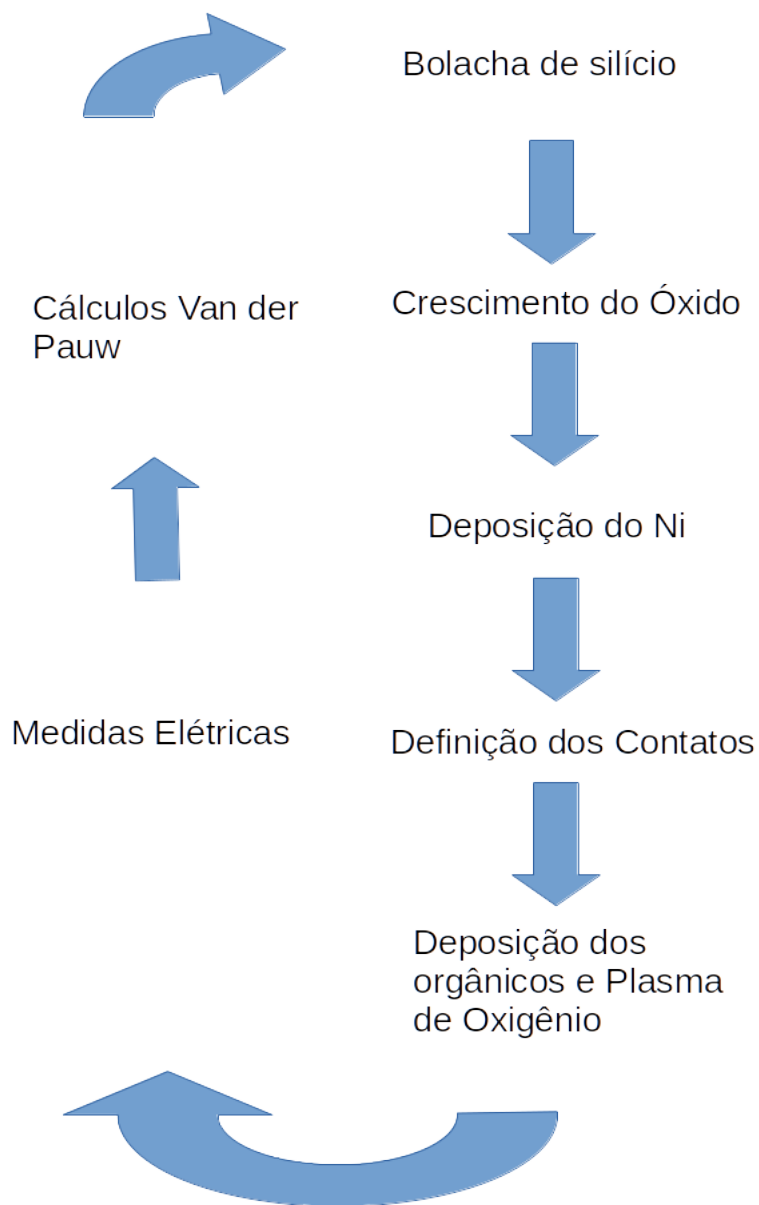 Bolacha de silício
Crescimento do Óxido
Deposição do Ni
Definição dos Contatos
Deposição dos
orgânicos e Plasma
de Oxigênio
Medidas Elétricas
Cálculos Van der
Pauw